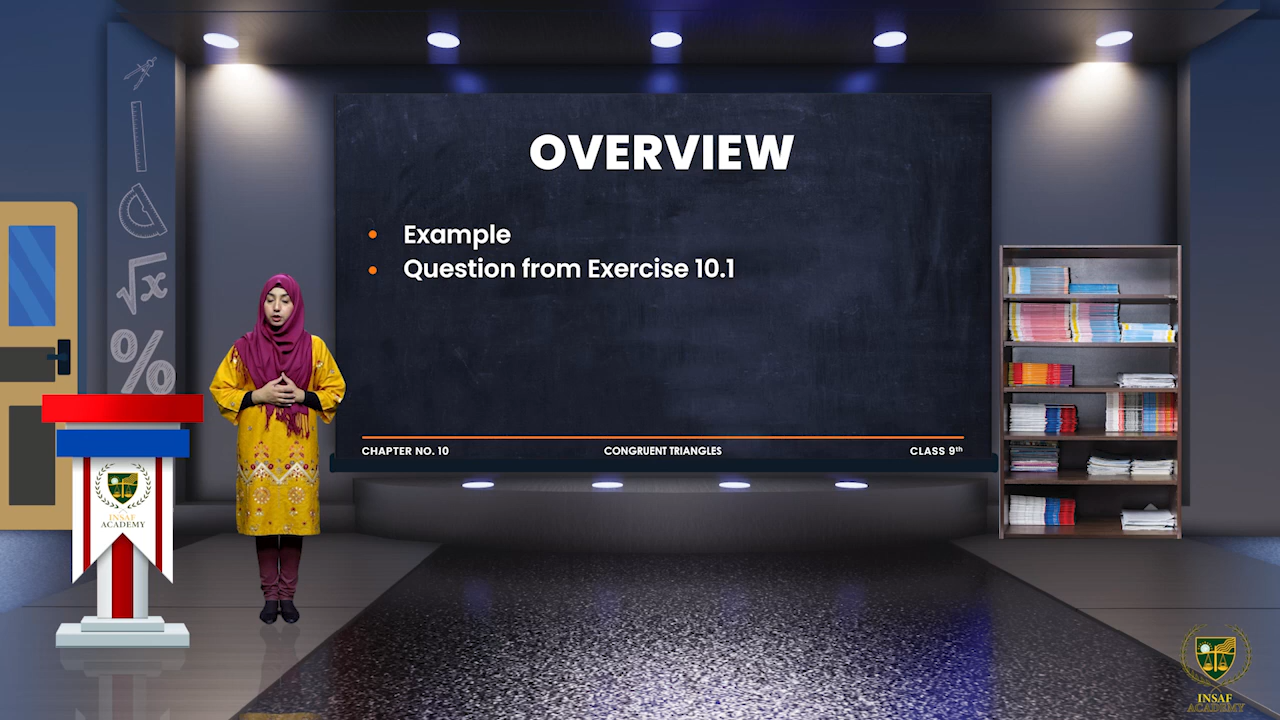 OVERVIEW
• Example
• Question from Exercise 10.1
CHAPTER NO. 10 CONGRUENT TRIANGLES CLASS 9th
√x
%
INSAF
ACADEMY
INSAF
ACADEMY